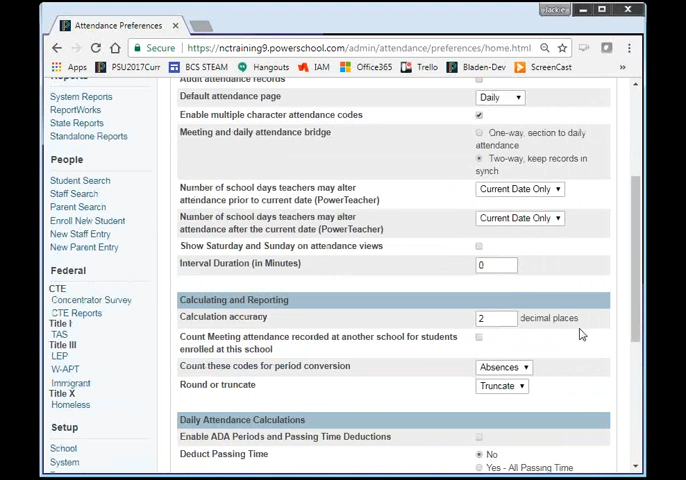 Blackie
Attendance Preferences
Secure https://nctraining9.powerschool.com/admin/attendance/preferences/home.html
Apps PSU2017Curr BCS STEAM Hangouts IAM Office365 Trello Bladen-Dev ScreenCast
Reports
System Reports
ReportWorks
State Reports
Standalone Reports
People
Student Search
Staff Search
Parent Search
Enroll New Student
New Staff Entry
New Parent Entry
Federal
CTE
Concentrator Survey
CTE Reports
Title I
TAS
Title III
LEP
W-APT
Immigrant
Title X
Homeless
Setup
School
System
Audit attendance records
Default attendance page Daily
Enable multiple character attendance codes
Meeting and daily attendance bridge One-way, section to daily
attendance
Two-way, keep records in
synch
Number of school days teachers may alter
attendance prior to current date (PowerTeacher) Current Date Only
Number of school days teachers may alter
attendance after the current date (PowerTeacher) Current Date Only
Show Saturday and Sunday on attendance views
Interval Duration (in Minutes) 0
Calculating and Reporting
Calculation accuracy 2 decimal places
Count Meeting attendance recorded at another school for students
enrolled at this school
Count these codes for period conversion Absences
Round or truncate Truncate
Daily Attendance Calculations
Enable ADA Periods and Passing Time Deductions
Deduct Passing Time No
Yes - All Passing Time